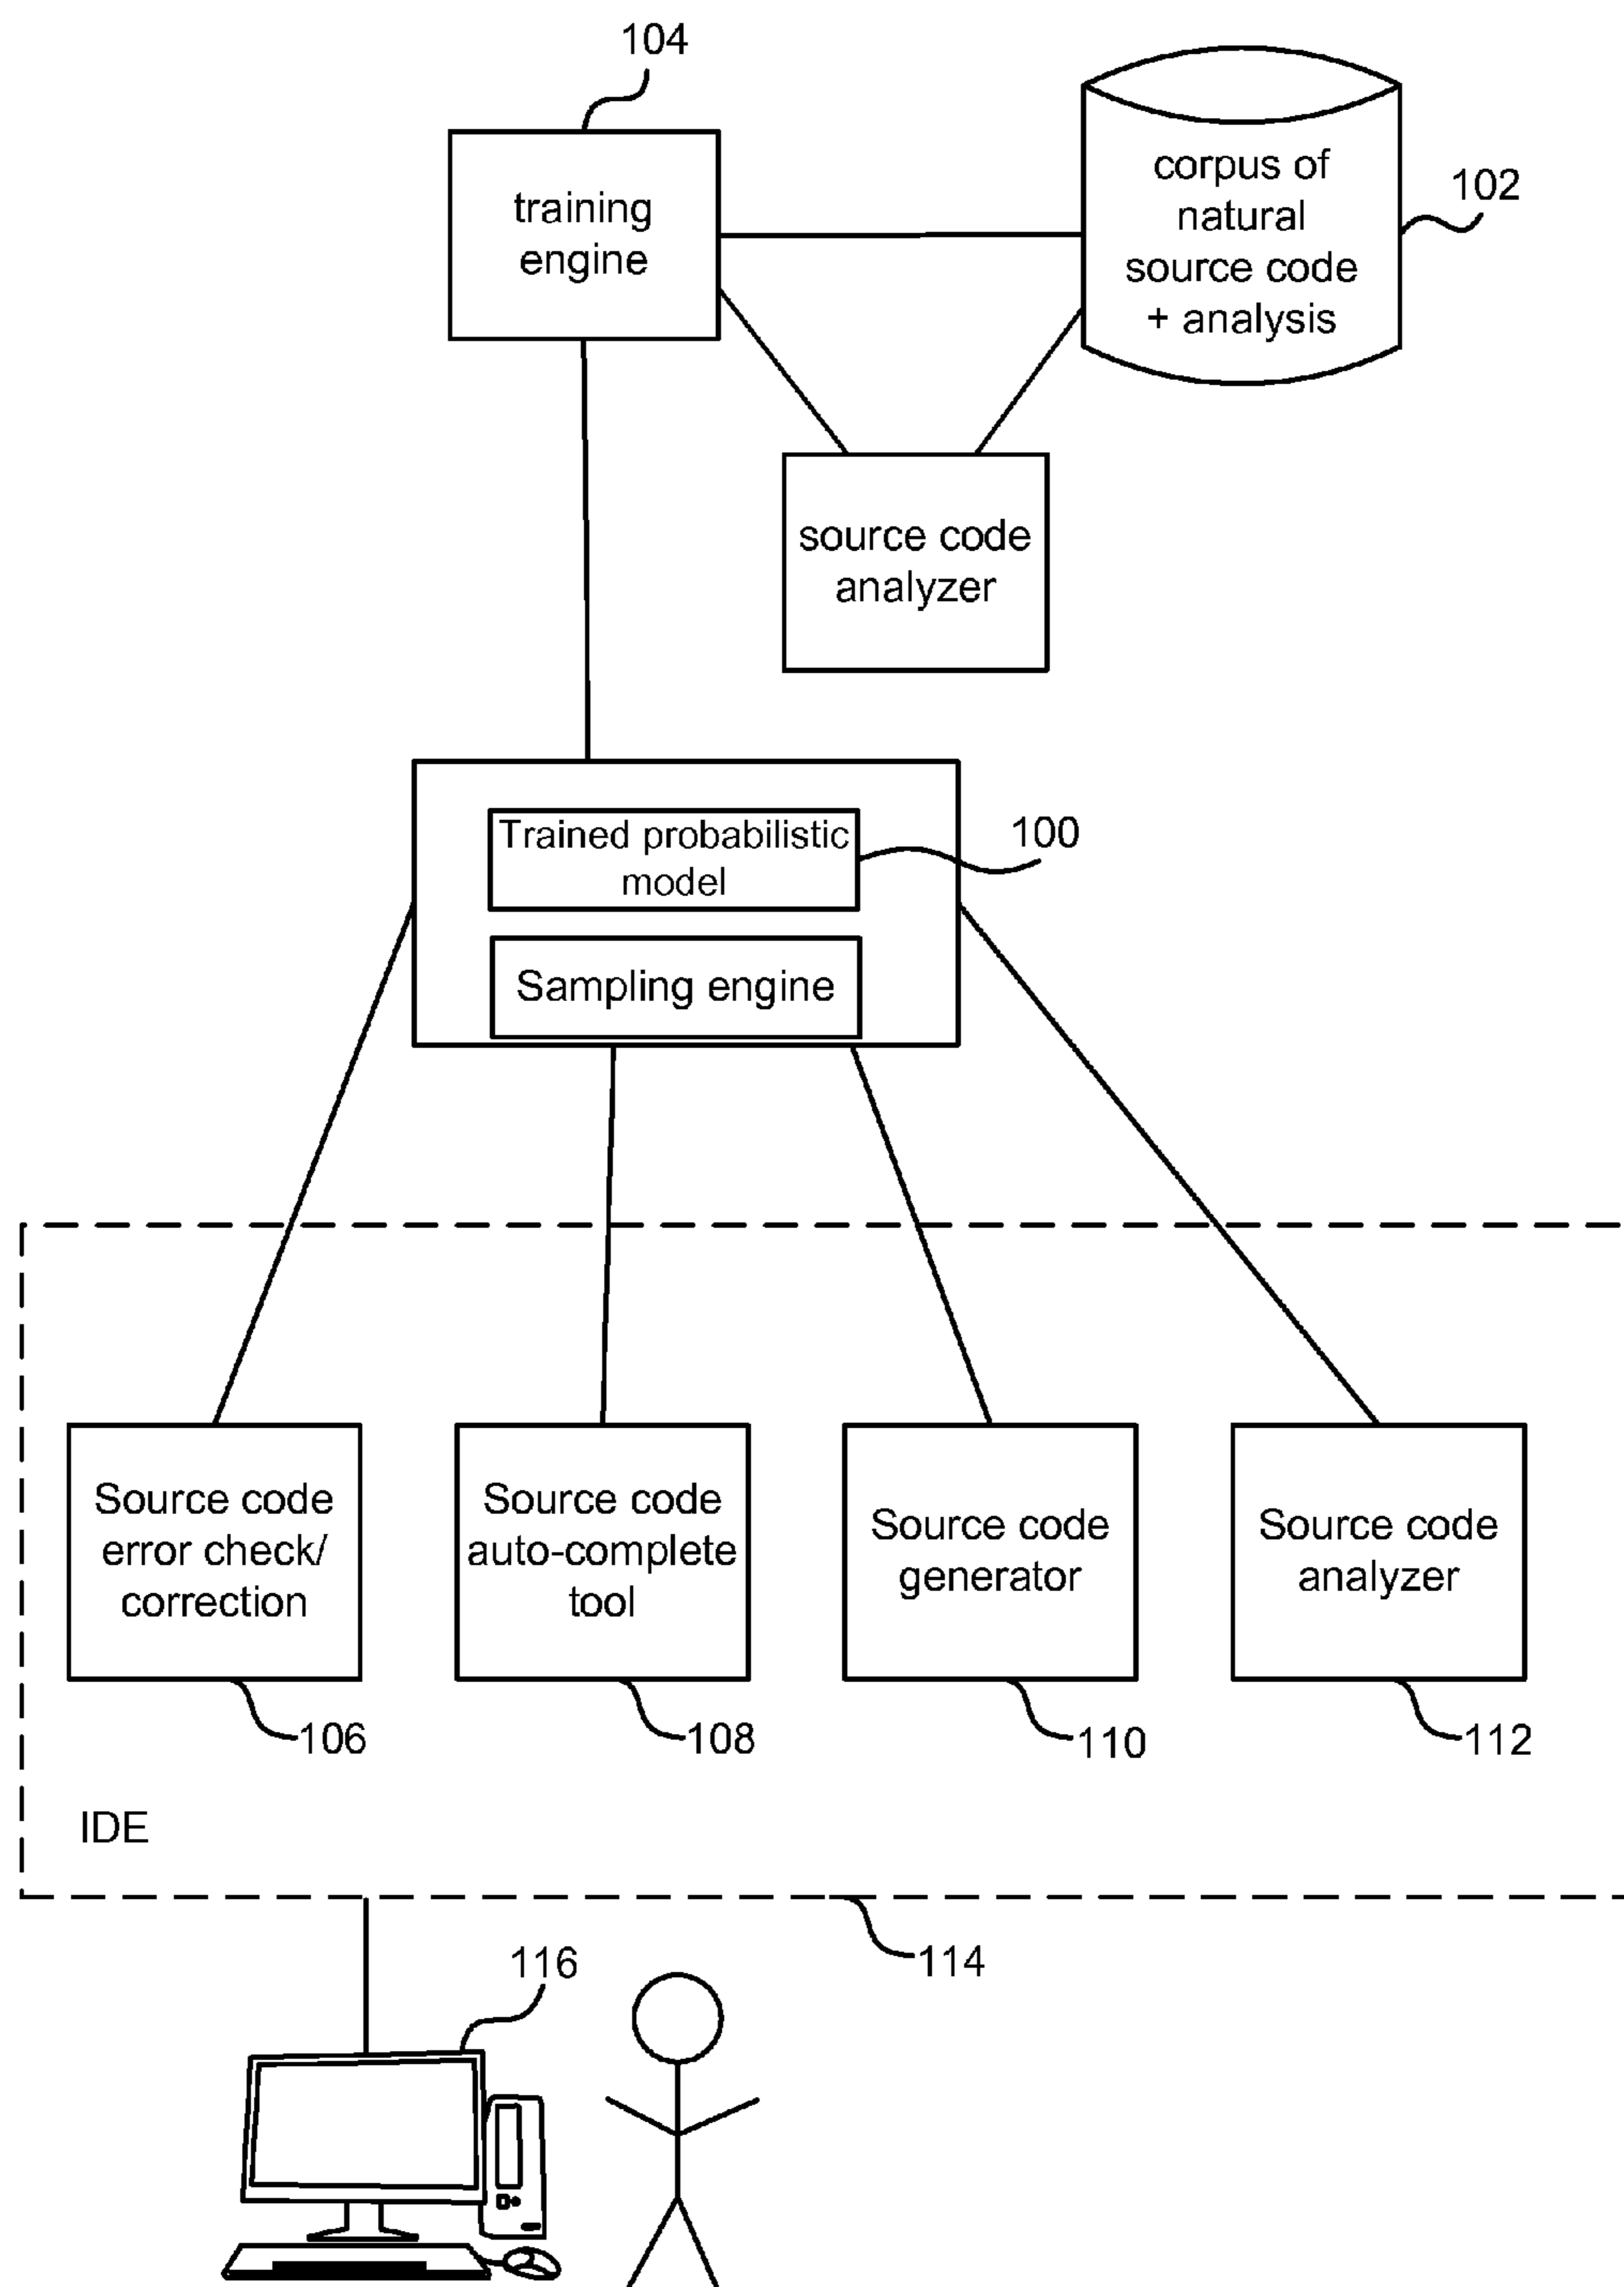 104
training
engine
corpus of
natural
source code
+ analysis
102
source code
analyzer
Trained probabilistic
model
100
Sampling engine
Source code
error check/
correction
Source code
auto-complete
tool
Source code
generator
Source code
analyzer
106
108
110
112
IDE
114
116